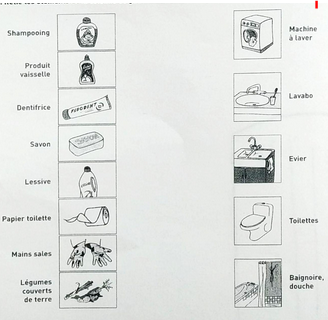 Shampooing
Produit
vaisselle
Dentifrice
Savon
Lessive
Papier toilette
Mains sales
Légumes
couverts
de terre
Machine
à laver
Lavabo
Evier
Toilettes
Baignoire,
douche